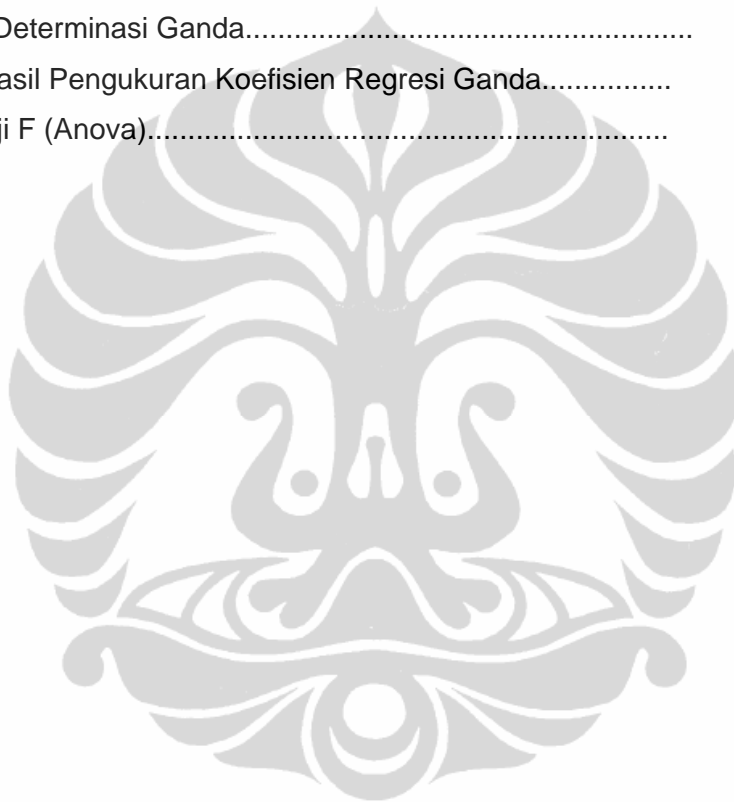 Determinasi Ganda.......................................................
asil Pengukuran Koefisien Regresi Ganda................
ji F (Anova)................................................................